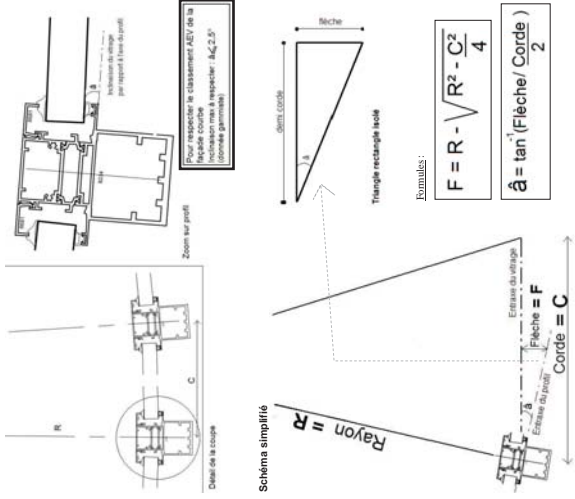 R
C
Détail de la coupe
Zoom sur profil
Inclinaison du vitrage
par rapport à l'axe du profil
â
Pour respecter le classement AEV de la
façade courbe
Inclinaison max à respecter : â≤ 2,5°
(donnée gammiste)
Schéma simplifié
Rayon = R
Entraxe du vitrage
Flèche = F
Entraxe du profil
â
Corde = C
demi corde
flèche
â
Triangle rectangle isolé
Formules :
F = R - √R² - C²/4
â = tan⁻¹(Flèche/ Corde/2)